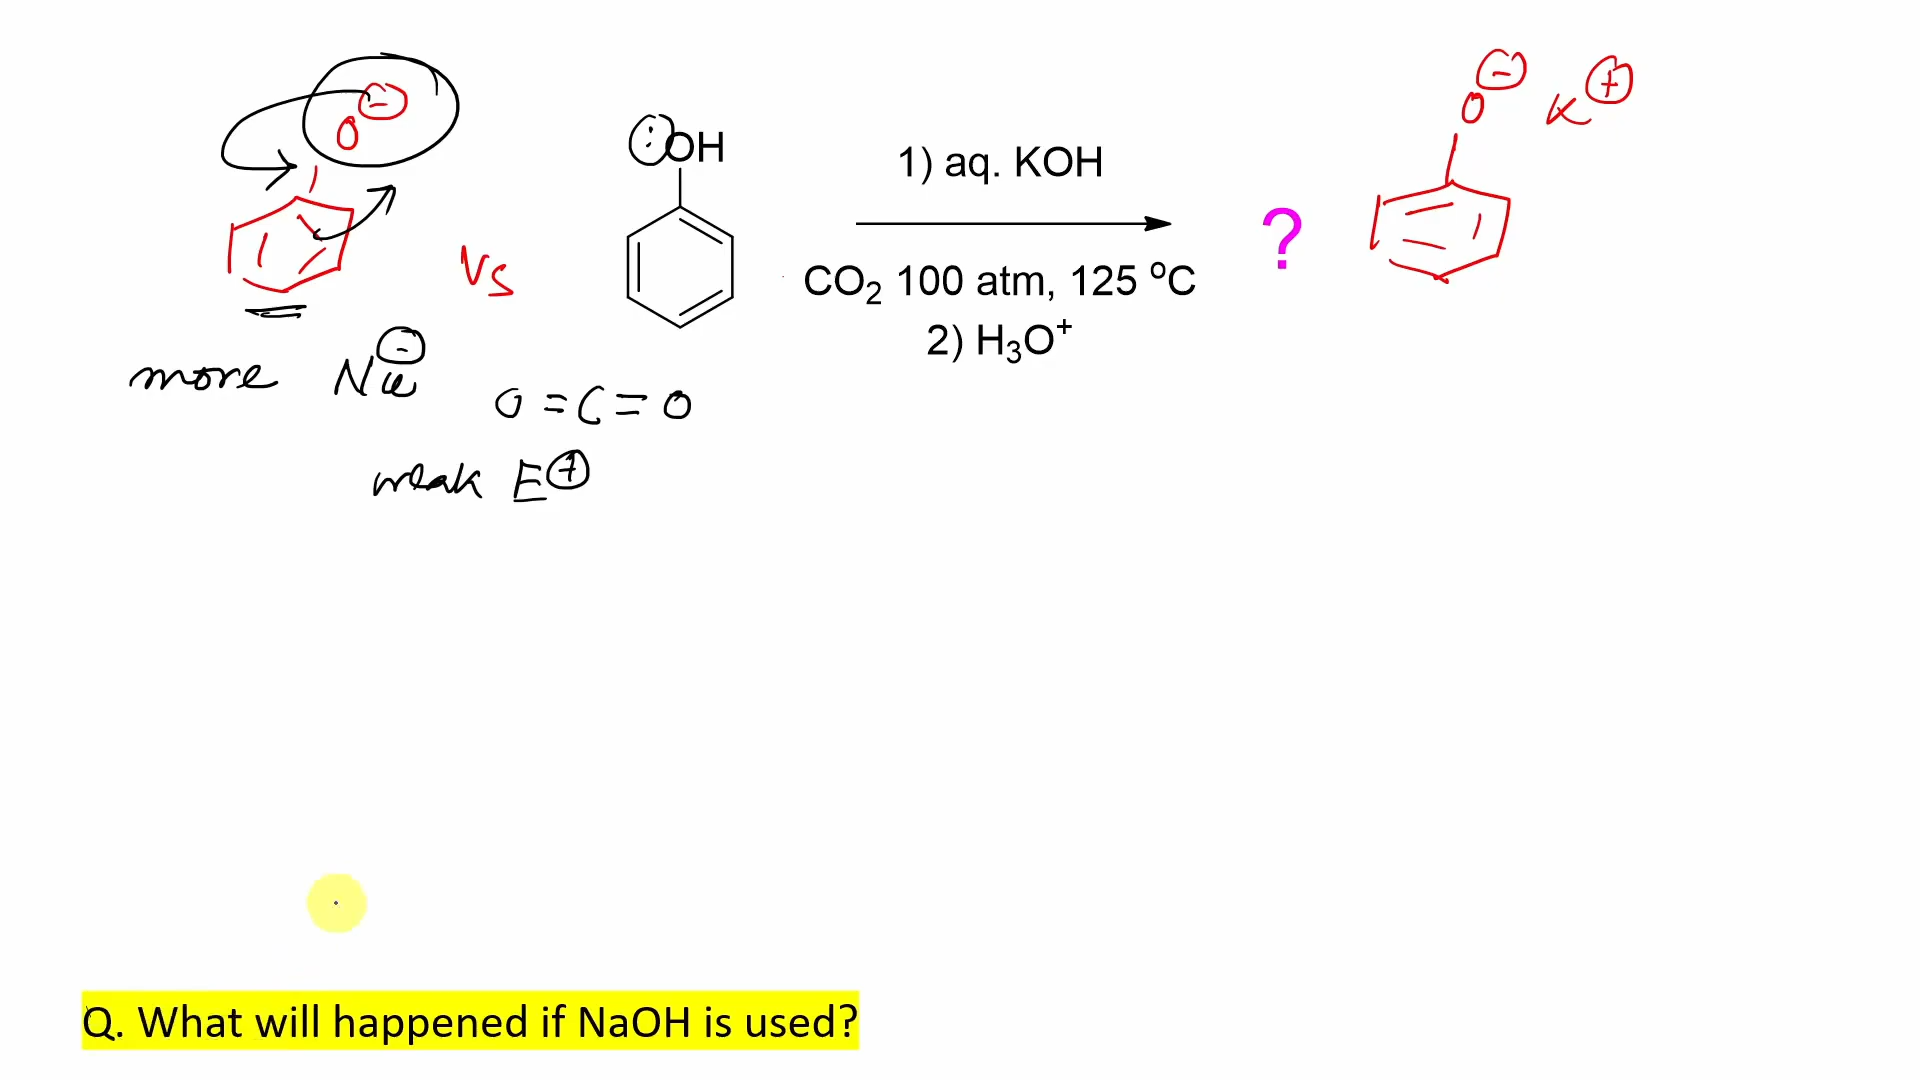 O⊖
vs
:OH
1) aq. KOH
CO₂ 100 atm, 125 ºC
2) H₃O⁺
?
O⊖ K⊕
more Nu⊖
O=C=O
weak E⊕
Q. What will happened if NaOH is used?